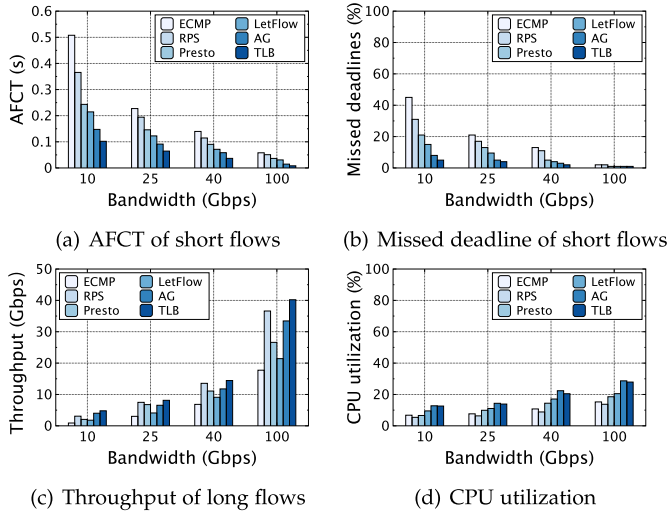 0.6
0.5
0.4
0.3
0.2
0.1
0
AFCT (s)
ECMP
RPS
Presto
LetFlow
AG
TLB
10 25 40 100
Bandwidth (Gbps)
(a) AFCT of short flows
100
80
60
40
20
0
Missed deadlines (%)
ECMP
RPS
Presto
LetFlow
AG
TLB
10 25 40 100
Bandwidth (Gbps)
(b) Missed deadline of short flows
50
40
30
20
10
0
Throughput (Gbps)
ECMP
RPS
Presto
LetFlow
AG
TLB
10 25 40 100
Bandwidth (Gbps)
(c) Throughput of long flows
100
80
60
40
20
0
CPU utilization (%)
ECMP
RPS
Presto
LetFlow
AG
TLB
10 25 40 100
Bandwidth (Gbps)
(d) CPU utilization